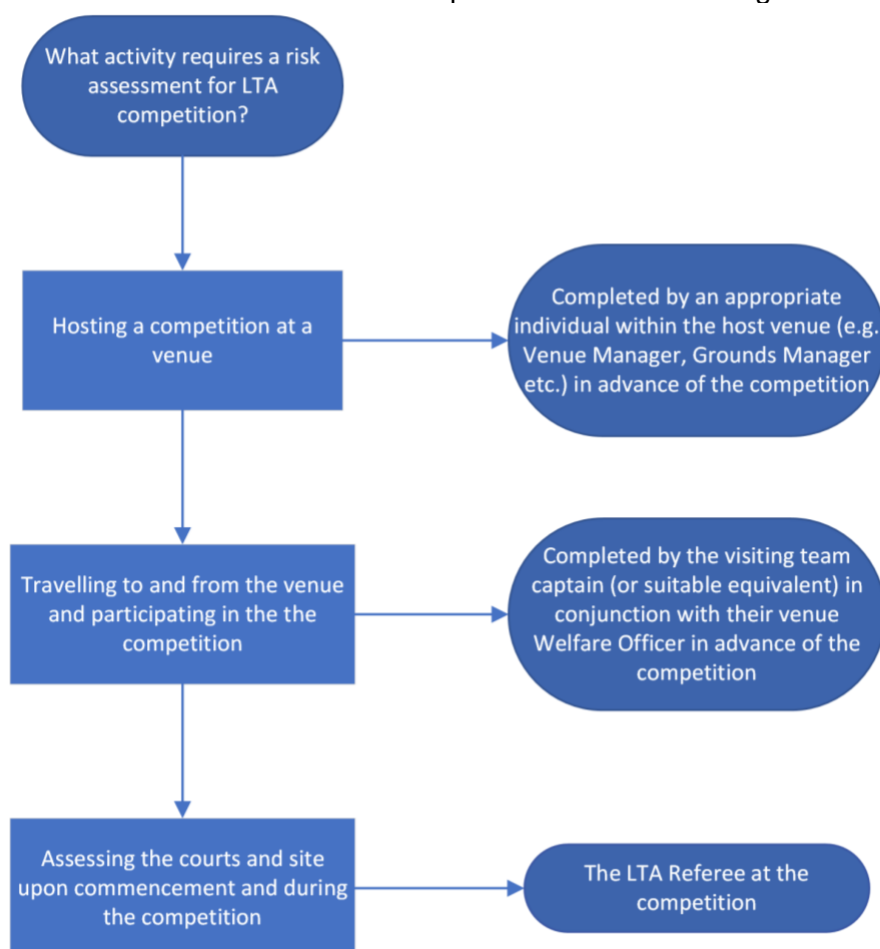 What activity requires a risk
assessment for LTA
competition?
Hosting a competition at a
venue
Completed by an appropriate
individual within the host venue (e.g.
Venue Manager, Grounds Manager
etc.) in advance of the competition
Travelling to and from the venue
and participating in the the
competition
Completed by the visiting team
captain (or suitable equivalent) in
conjunction with their venue
Welfare Officer in advance of the
competition
Assessing the courts and site
upon commencement and during
the competition
The LTA Referee at the
competition